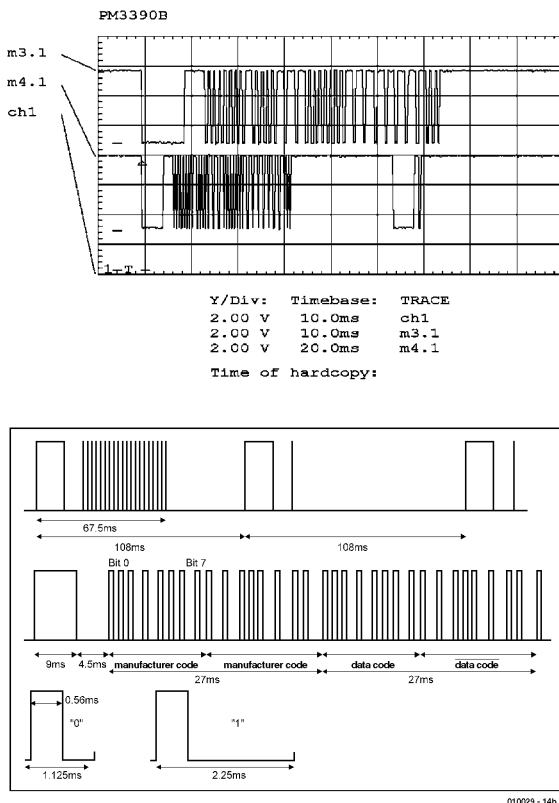 PM3390B
m3.1
m4.1
ch1
1-T.-
Y/Div: Timebase: TRACE
2.00 V 10.0ms ch1
2.00 V 10.0ms m3.1
2.00 V 20.0ms m4.1
Time of hardcopy:
67.5ms
108ms 108ms
Bit 0 Bit 7
9ms 4.5ms manufacturer code manufacturer code data code data code
27ms 27ms
0.56ms
"0" "1"
1.125ms 2.25ms
010029 - 14b